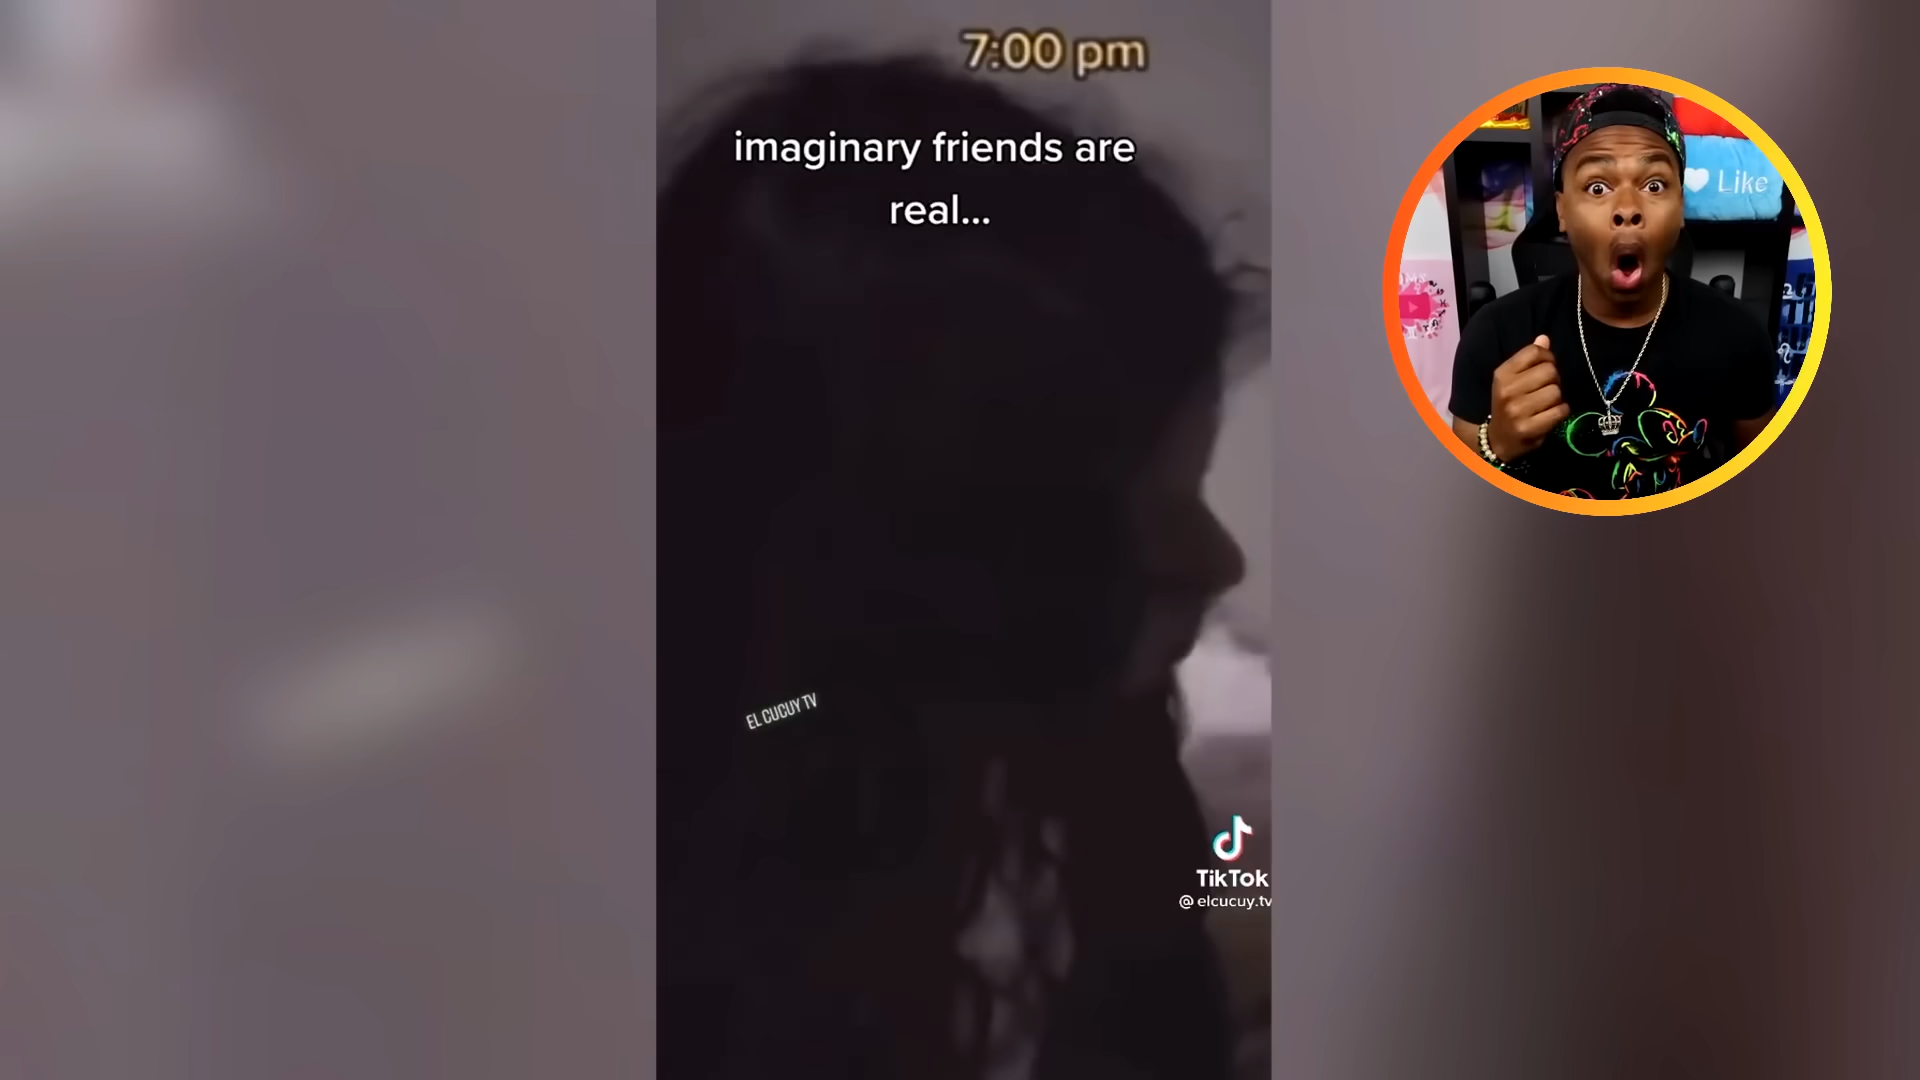 7:00 pm
imaginary friends are
real...
Like
EL CUCUY TV
TikTok
@elcucuy.tv